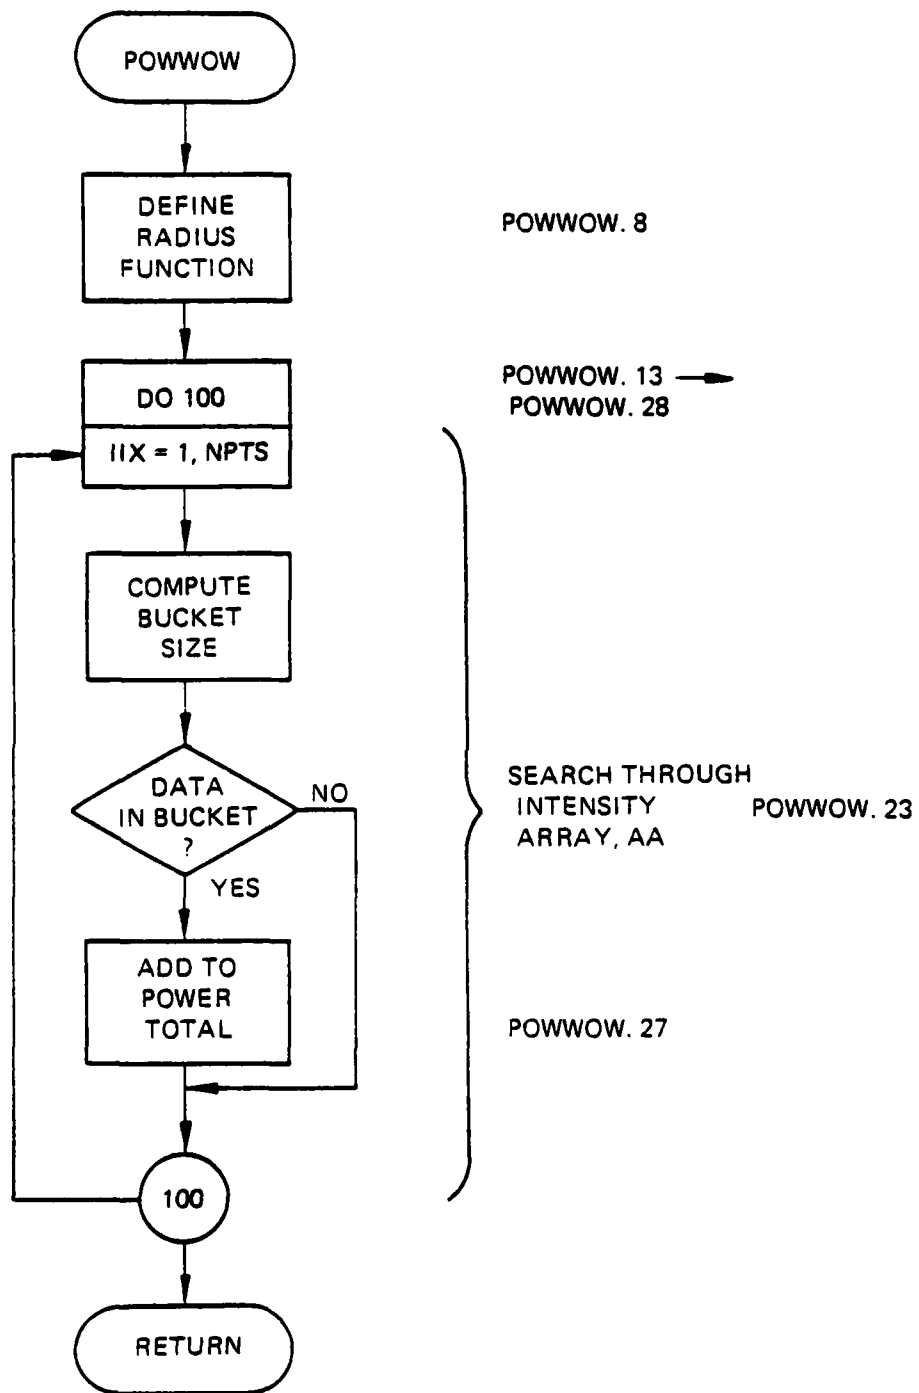 POWWOW
DEFINE
RADIUS
FUNCTION
POWWOW. 8
DO 100
IIX = 1, NPTS
POWWOW. 13
POWWOW. 28
COMPUTE
BUCKET
SIZE
DATA
IN BUCKET
?
NO
YES
SEARCH THROUGH
INTENSITY
ARRAY, AA
POWWOW. 23
ADD TO
POWER
TOTAL
POWWOW. 27
100
RETURN